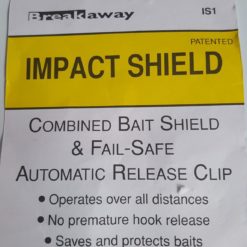 Breakaway IS1
PATENTED
IMPACT SHIELD
COMBINED BAIT SHIELD
& FAIL-SAFE
AUTOMATIC RELEASE CLIP
• Operates over all distances
• No premature hook release
• Saves and protects baits